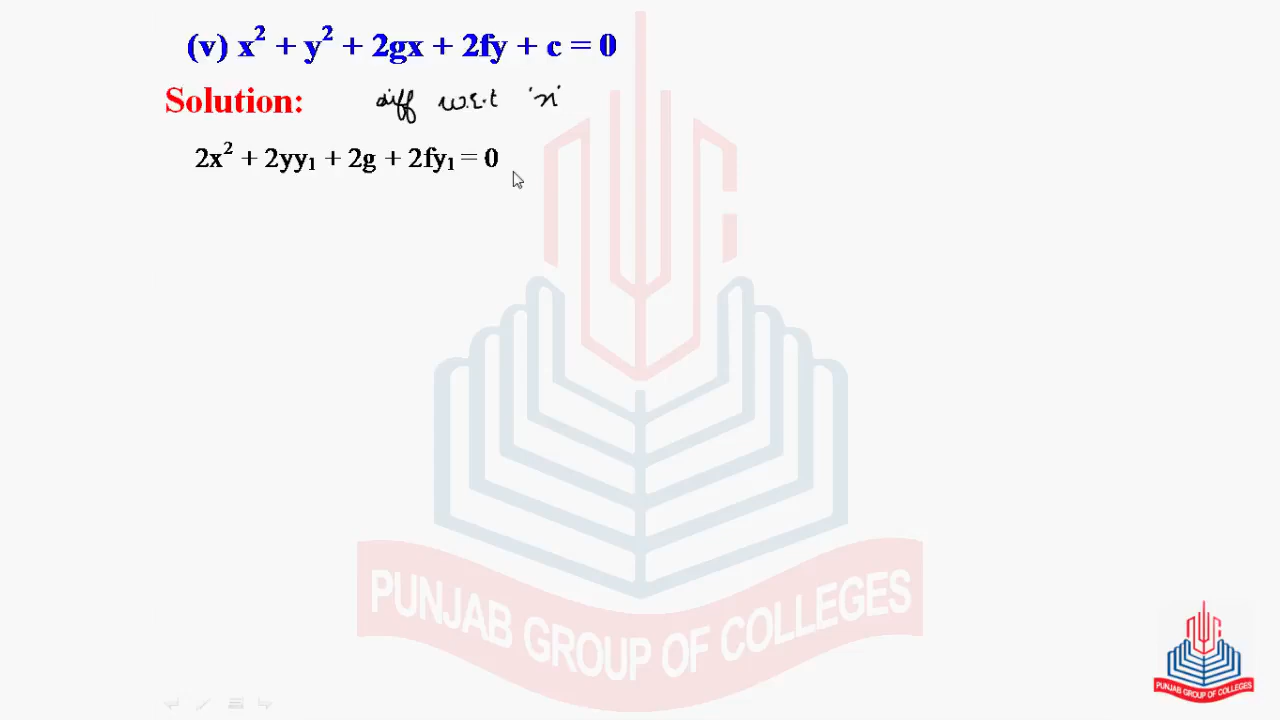 (v) x² + y² + 2gx + 2fy + c = 0
Solution: diff w.r.t 'x'
2x² + 2yy₁ + 2g + 2fy₁ = 0
PUNJAB GROUP OF COLLEGES
PUNJAB GROUP OF COLLEGES